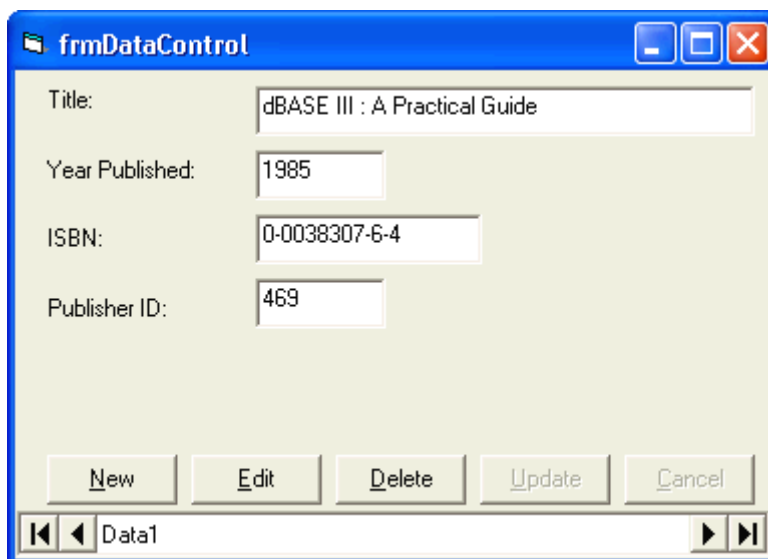 frmDataControl
Title: dBASE III : A Practical Guide
Year Published: 1985
ISBN: 0-0038307-6-4
Publisher ID: 469
New Edit Delete Update Cancel
Data1